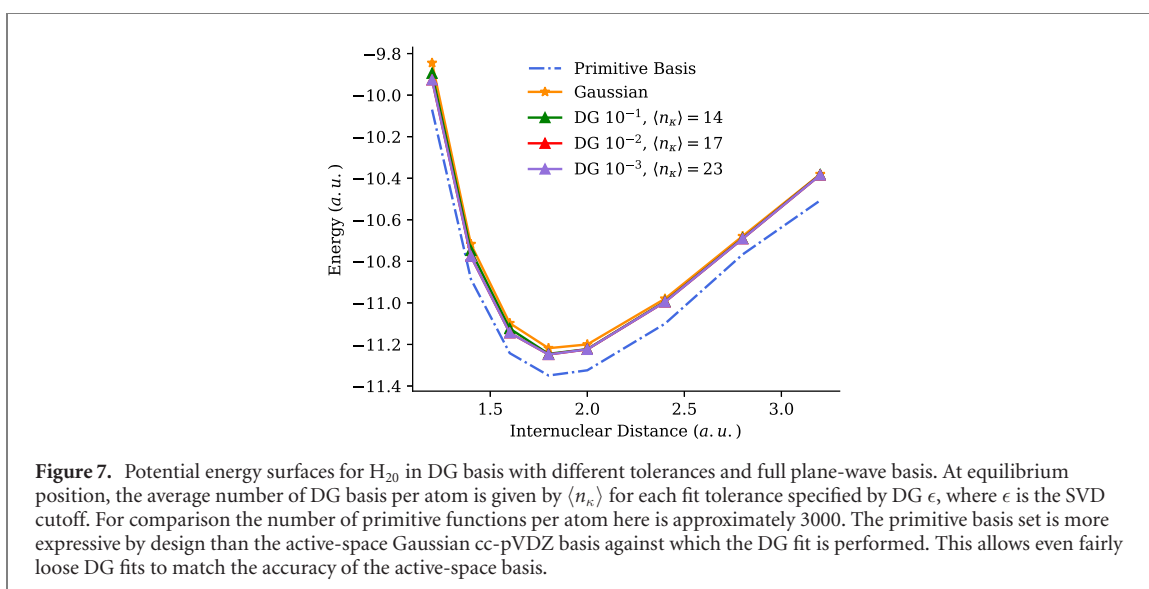 −9.8
−10.0
−10.2
−10.4
−10.6
−10.8
−11.0
−11.2
−11.4
Energy (a.u.)
Primitive Basis
Gaussian
DG 10⁻¹, ⟨nκ⟩ = 14
DG 10⁻², ⟨nκ⟩ = 17
DG 10⁻³, ⟨nκ⟩ = 23
1.5 2.0 2.5 3.0
Internuclear Distance (a.u.)
Figure 7. Potential energy surfaces for H₂₀ in DG basis with different tolerances and full plane-wave basis. At equilibrium
position, the average number of DG basis per atom is given by ⟨nκ⟩ for each fit tolerance specified by DG ϵ, where ϵ is the SVD
cutoff. For comparison the number of primitive functions per atom here is approximately 3000. The primitive basis set is more
expressive by design than the active-space Gaussian cc-pVDZ basis against which the DG fit is performed. This allows even fairly
loose DG fits to match the accuracy of the active-space basis.